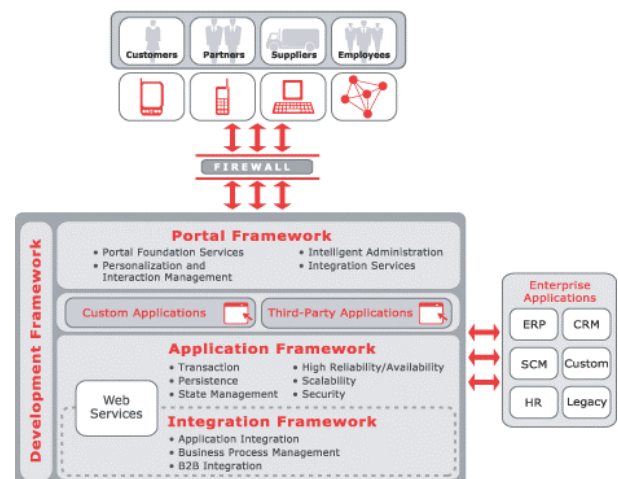 Customers
Partners
Suppliers
Employees
FIREWALL
Development Framework
Portal Framework
• Portal Foundation Services
• Personalization and
Interaction Management
• Intelligent Administration
• Integration Services
Custom Applications
Third-Party Applications
Application Framework
• Transaction
• Persistence
• State Management
• High Reliability/Availability
• Scalability
• Security
Web
Services
Integration Framework
• Application Integration
• Business Process Management
• B2B Integration
Enterprise
Applications
ERP
CRM
SCM
Custom
HR
Legacy